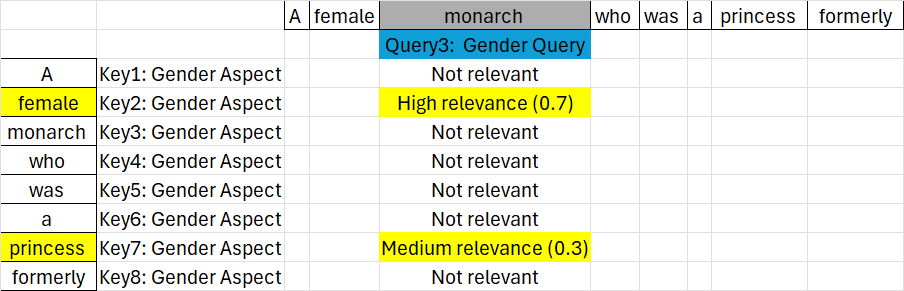 A female monarch who was a princess formerly
Query3: Gender Query
A Key1: Gender Aspect Not relevant
female Key2: Gender Aspect High relevance (0.7)
monarch Key3: Gender Aspect Not relevant
who Key4: Gender Aspect Not relevant
was Key5: Gender Aspect Not relevant
a Key6: Gender Aspect Not relevant
princess Key7: Gender Aspect Medium relevance (0.3)
formerly Key8: Gender Aspect Not relevant